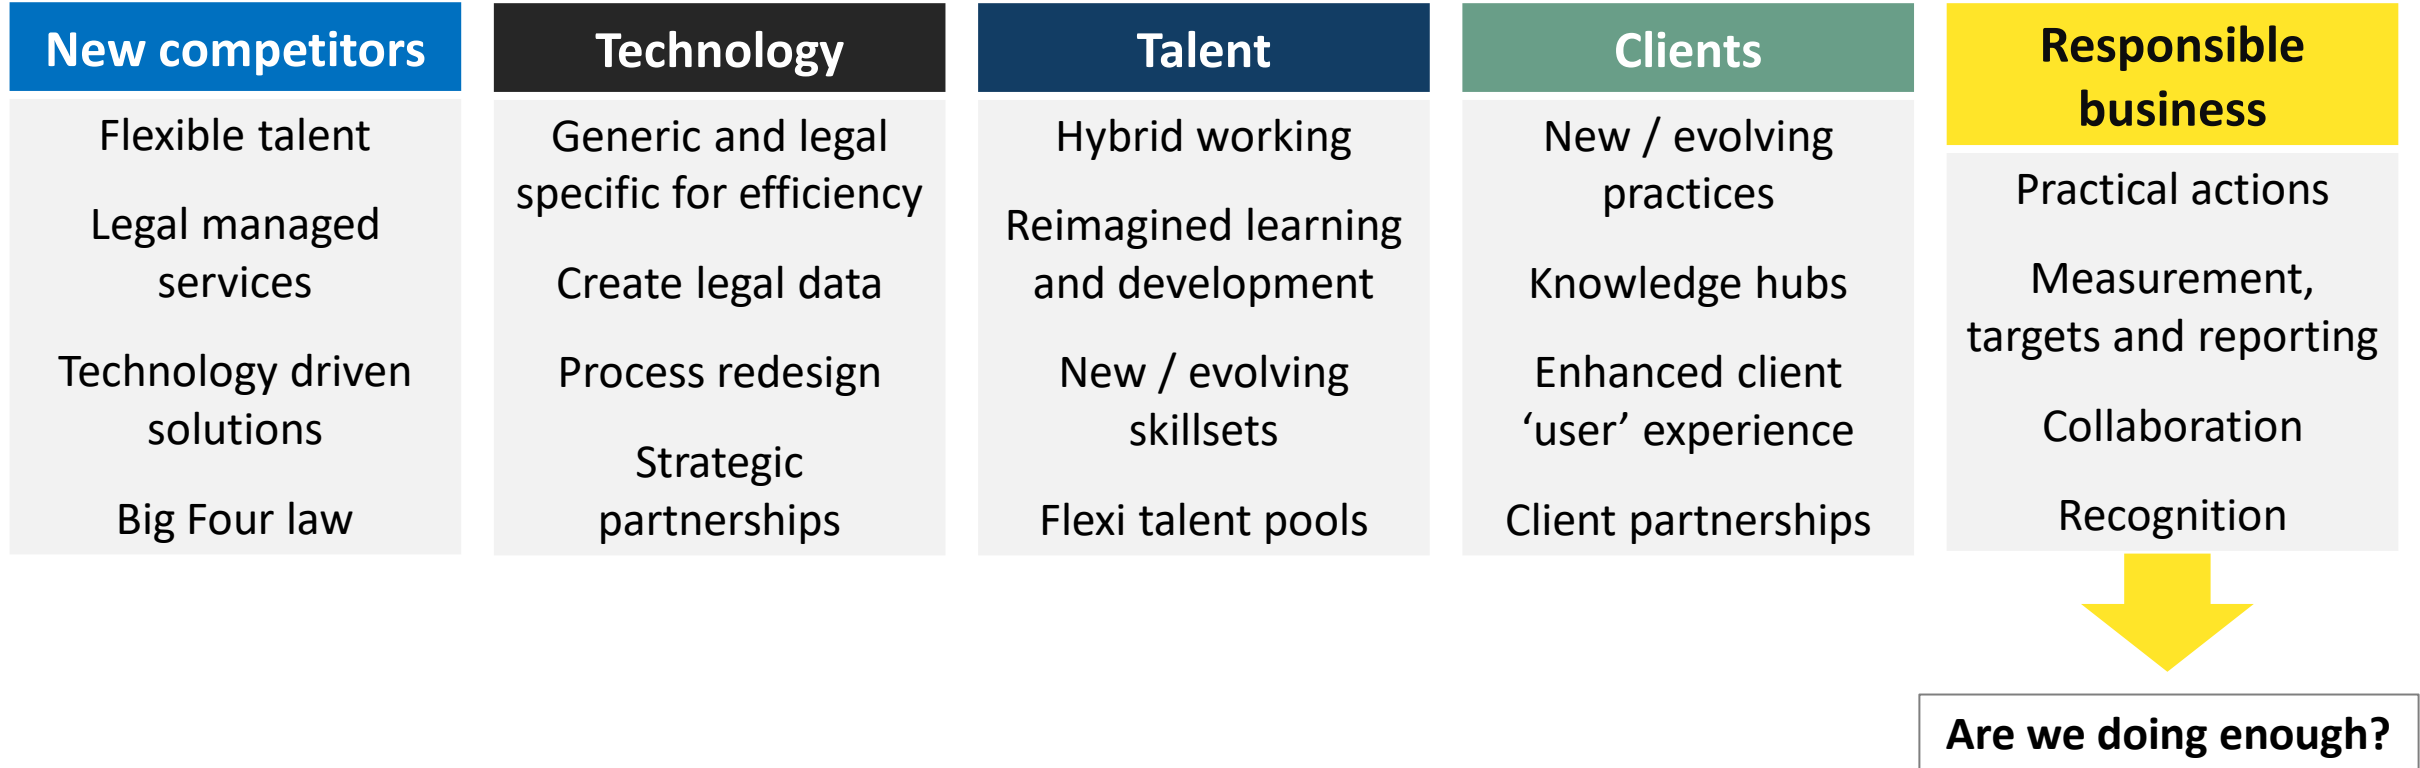 New competitors
Flexible talent
Legal managed
services
Technology driven
solutions
Big Four law
Technology
Generic and legal
specific for efficiency
Create legal data
Process redesign
Strategic
partnerships
Talent
Hybrid working
Reimagined learning
and development
New / evolving
skillsets
Flexi talent pools
Clients
New / evolving
practices
Knowledge hubs
Enhanced client
‘user’ experience
Client partnerships
Responsible
business
Practical actions
Measurement,
targets and reporting
Collaboration
Recognition
Are we doing enough?